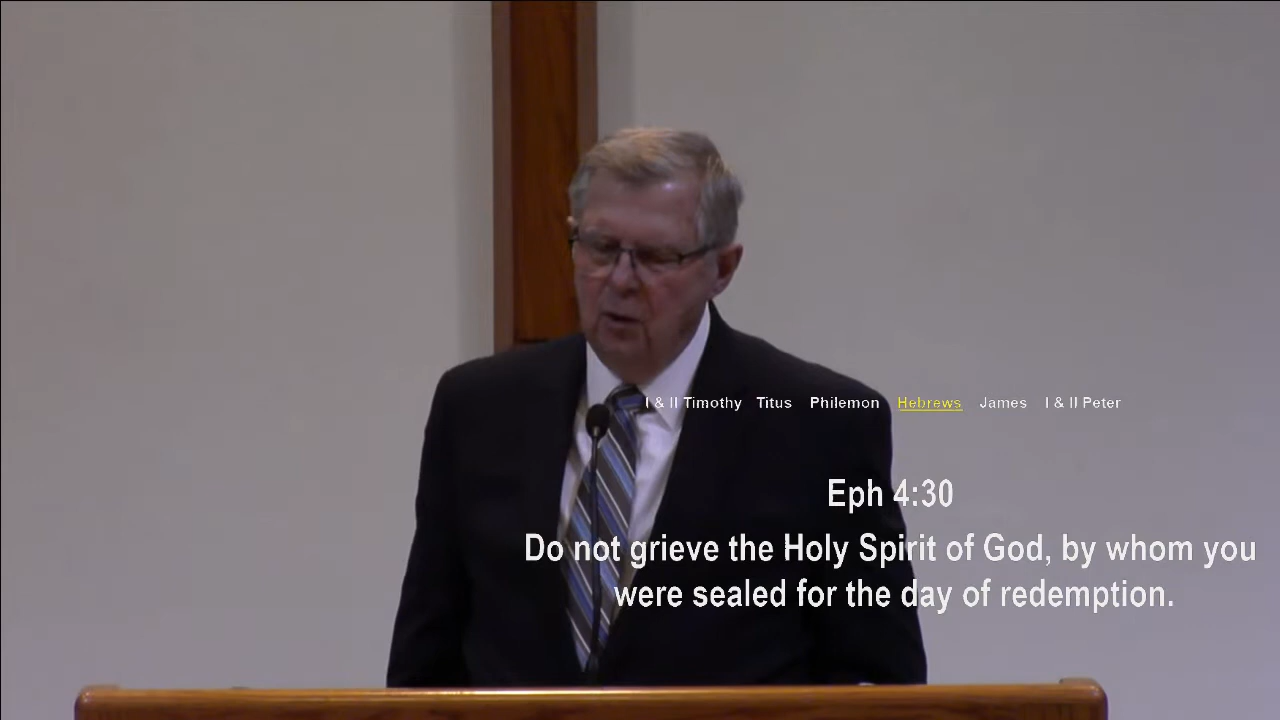 I & II Timothy Titus Philemon Hebrews James I & II Peter
Eph 4:30
Do not grieve the Holy Spirit of God, by whom you
were sealed for the day of redemption.